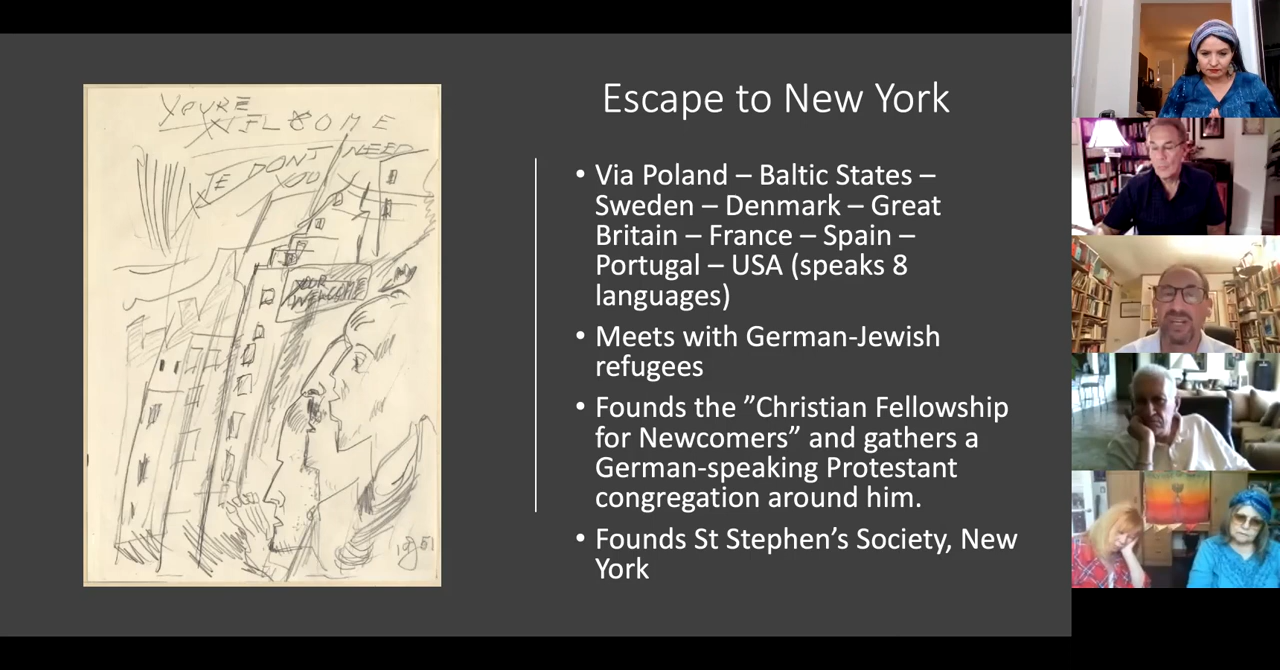 YOU'RE
WELCOME
WE DONT NEED
YOU
YOUR
WELCOME
Escape to New York
• Via Poland – Baltic States –
Sweden – Denmark – Great
Britain – France – Spain –
Portugal – USA (speaks 8
languages)
• Meets with German-Jewish
refugees
• Founds the ”Christian Fellowship
for Newcomers” and gathers a
German-speaking Protestant
congregation around him.
• Founds St Stephen’s Society, New
York